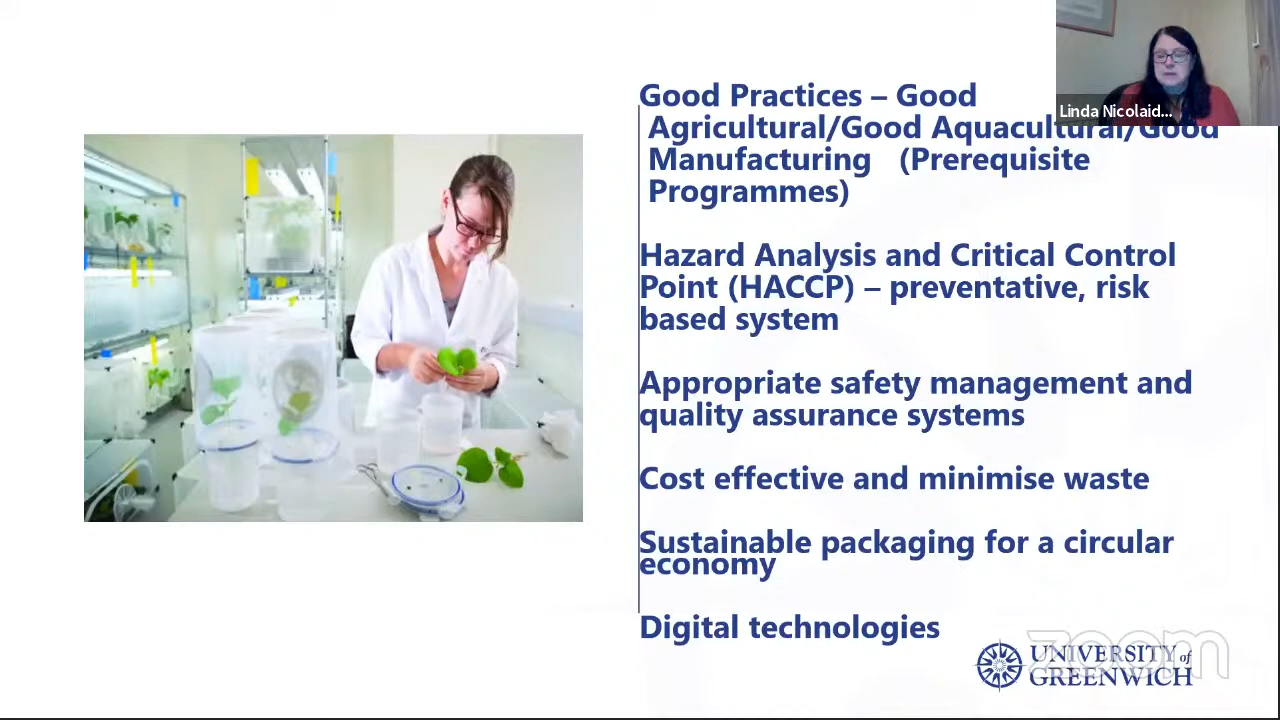 Good Practices – Good
Agricultural/Good Aquacultural/Good
Manufacturing (Prerequisite
Programmes)
Hazard Analysis and Critical Control
Point (HACCP) – preventative, risk
based system
Appropriate safety management and
quality assurance systems
Cost effective and minimise waste
Sustainable packaging for a circular
economy
Digital technologies
Linda Nicolaid...
UNIVERSITY of
GREENWICH
zoom